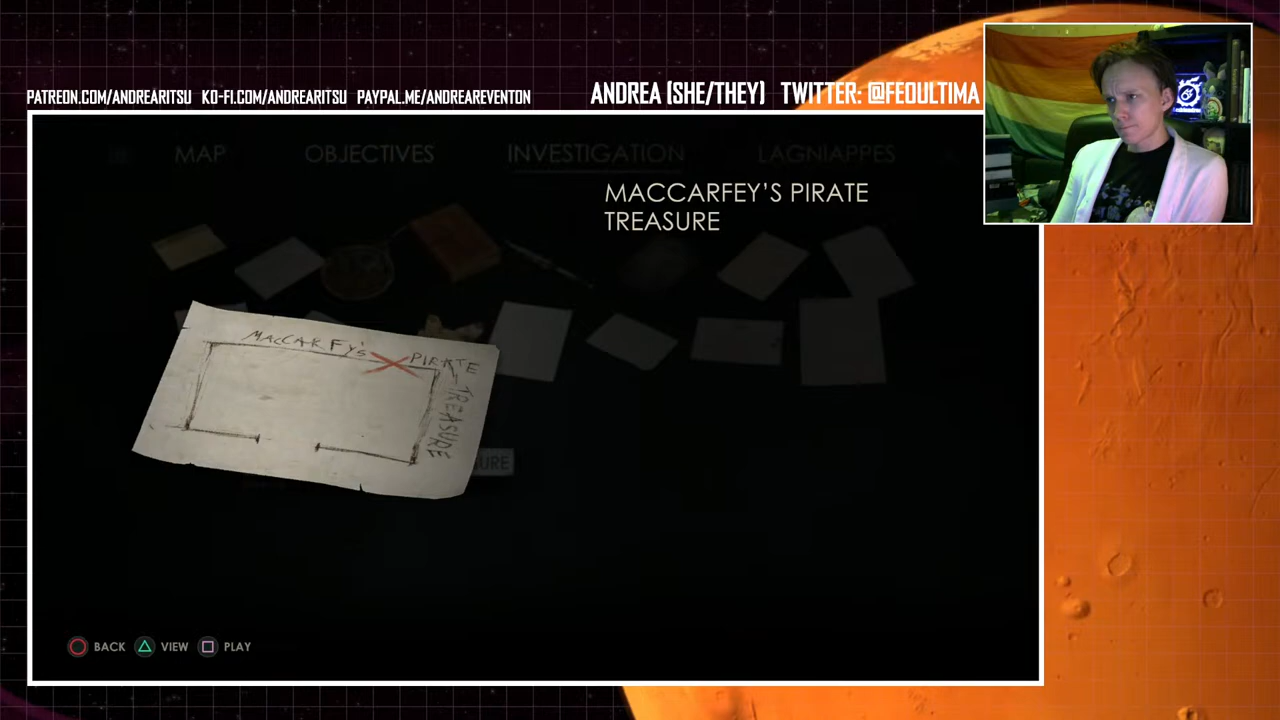 PATREON.COM/ANDREARITSU KO-FI.COM/ANDREARITSU PAYPAL.ME/ANDREAREVENTON
ANDREA (SHE/THEY) TWITTER: @FEOULTIMA
MAP OBJECTIVES INVESTIGATION LAGNIAPPES
MACCARFEY'S PIRATE
TREASURE
MACCARFY'S PIRATE
TREASURE
BACK VIEW PLAY